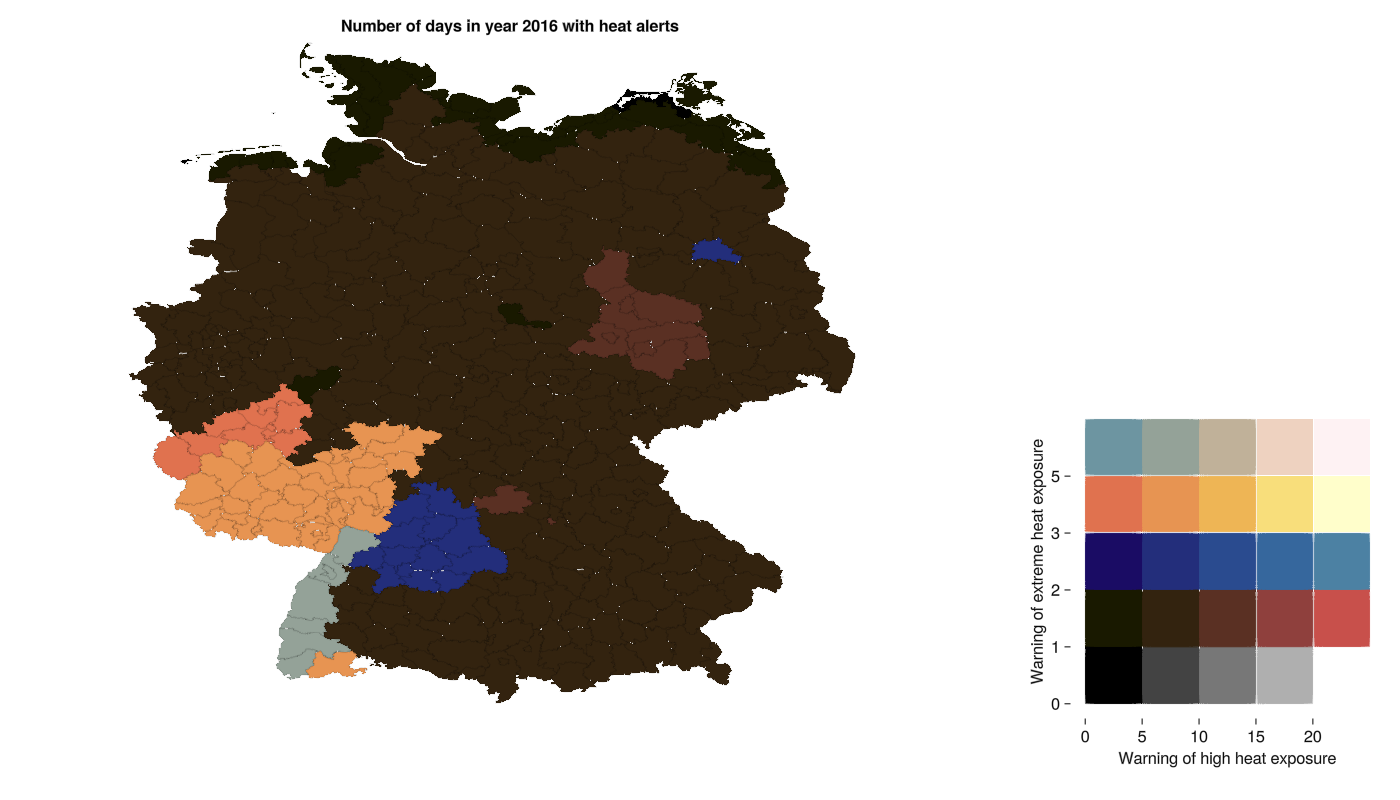 Number of days in year 2016 with heat alerts
Warning of extreme heat exposure
5
3
2
1
0
0 5 10 15 20
Warning of high heat exposure